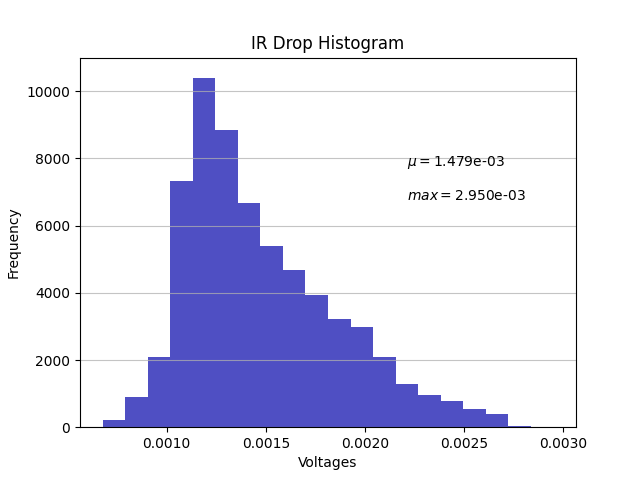 IR Drop Histogram
10000
8000
6000
4000
2000
0
Frequency
μ = 1.479e-03
max = 2.950e-03
0.0010 0.0015 0.0020 0.0025 0.0030
Voltages